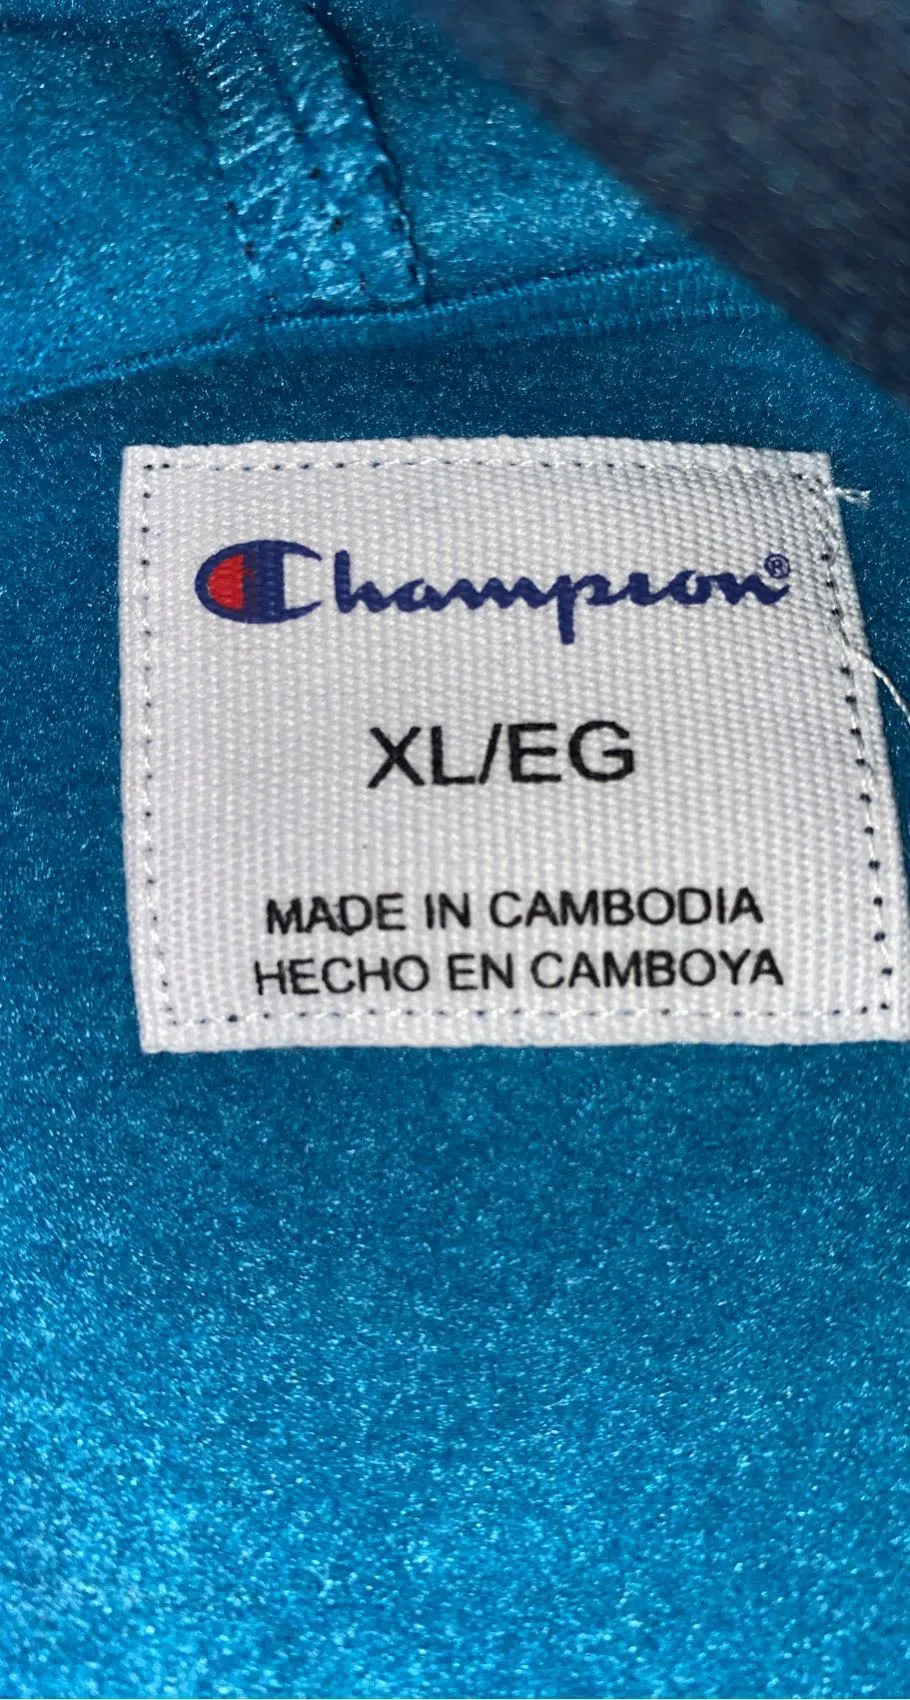 Champion®
XL/EG
MADE IN CAMBODIA
HECHO EN CAMBOYA